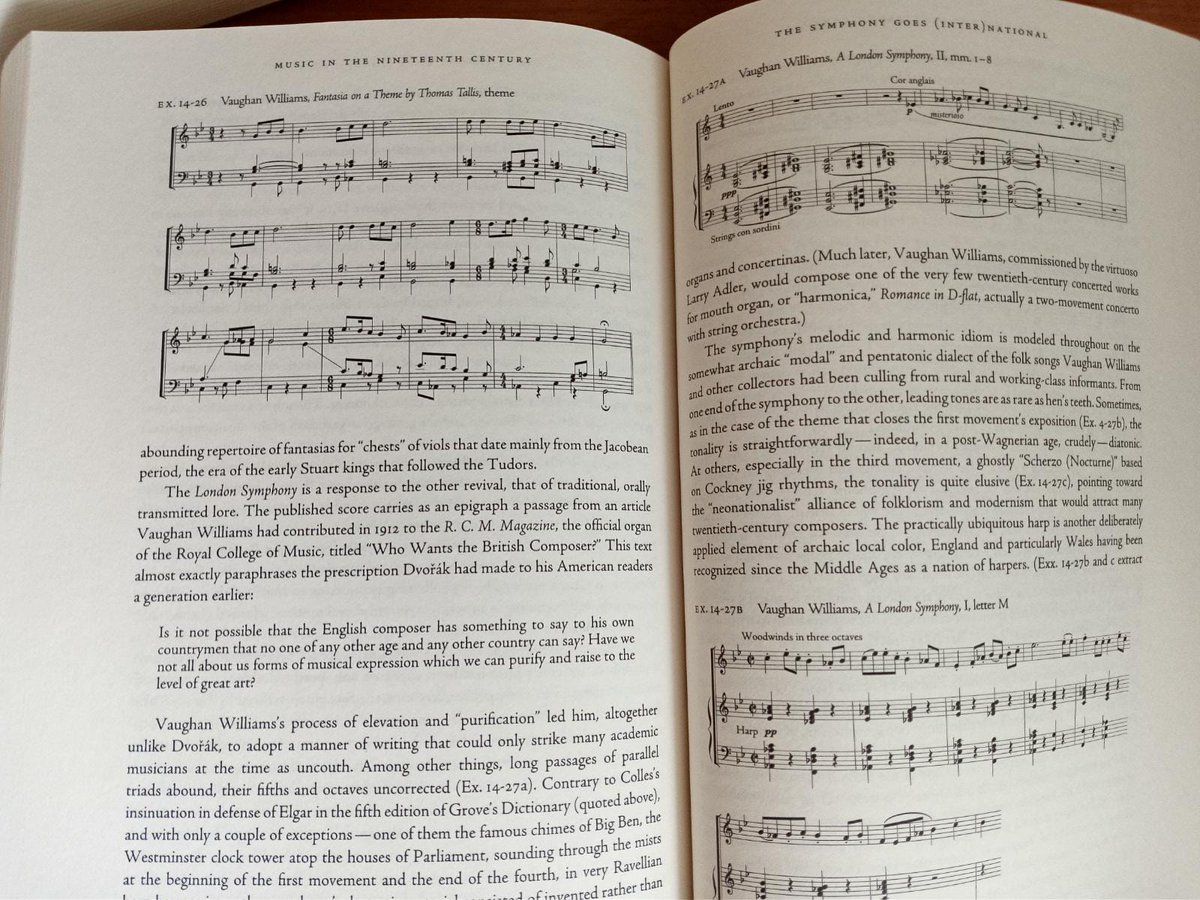 MUSIC IN THE NINETEENTH CENTURY
EX. 14-26 Vaughan Williams, Fantasia on a Theme by Thomas Tallis, theme
abounding repertoire of fantasias for “chests” of viols that date mainly from the Jacobean
period, the era of the early Stuart kings that followed the Tudors.
The London Symphony is a response to the other revival, that of traditional, orally
transmitted lore. The published score carries as an epigraph a passage from an article
Vaughan Williams had contributed in 1912 to the R. C. M. Magazine, the official organ
of the Royal College of Music, titled “Who Wants the British Composer?” This text
almost exactly paraphrases the prescription Dvořák had made to his American readers
a generation earlier:
Is it not possible that the English composer has something to say to his own
countrymen that no one of any other age and any other country can say? Have we
not all about us forms of musical expression which we can purify and raise to the
level of great art?
Vaughan Williams’s process of elevation and “purification” led him, altogether
unlike Dvořák, to adopt a manner of writing that could only strike many academic
musicians at the time as uncouth. Among other things, long passages of parallel
triads abound, their fifths and octaves uncorrected (Ex. 14-27a). Contrary to Colles’s
insinuation in defense of Elgar in the fifth edition of Grove’s Dictionary (quoted above),
and with only a couple of exceptions—one of them the famous chimes of Big Ben, the
Westminster clock tower atop the houses of Parliament, sounding through the mists
at the beginning of the first movement and the end of the fourth, in very Ravellian
of invented rather than
THE SYMPHONY GOES (INTER)NATIONAL
EX. 14-27A Vaughan Williams, A London Symphony, II, mm. 1–8
Cor anglais
Lento
p misterioso
ppp
Strings con sordini
organs and concertinas. (Much later, Vaughan Williams, commissioned by the virtuoso
Larry Adler, would compose one of the very few twentieth-century concerted works
for mouth organ, or “harmonica,” Romance in D-flat, actually a two-movement concerto
with string orchestra.)
The symphony’s melodic and harmonic idiom is modeled throughout on the
somewhat archaic “modal” and pentatonic dialect of the folk songs Vaughan Williams
and other collectors had been culling from rural and working-class informants. From
one end of the symphony to the other, leading tones are as rare as hen’s teeth. Sometimes,
as in the case of the theme that closes the first movement’s exposition (Ex. 4-27b), the
tonality is straightforwardly—indeed, in a post-Wagnerian age, crudely—diatonic.
At others, especially in the third movement, a ghostly “Scherzo (Nocturne)” based
on Cockney jig rhythms, the tonality is quite elusive (Ex. 14-27c), pointing toward
the “neonationalist” alliance of folklorism and modernism that would attract many
twentieth-century composers. The practically ubiquitous harp is another deliberately
applied element of archaic local color, England and particularly Wales having been
recognized since the Middle Ages as a nation of harpers. (Exx. 14-27b and c extract
EX. 14-27B Vaughan Williams, A London Symphony, I, letter M
Woodwinds in three octaves
Harp pp